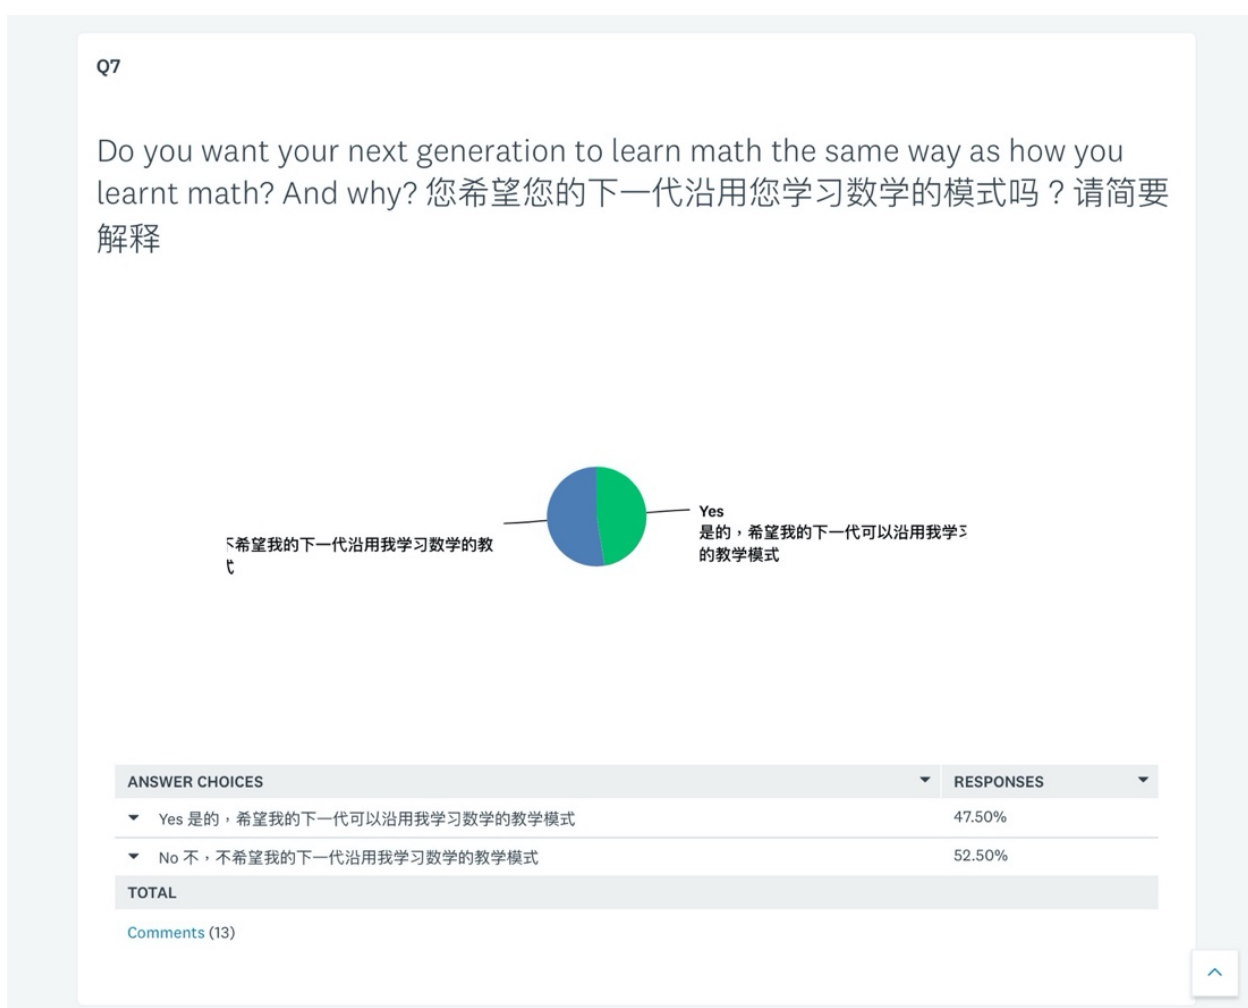 Q7
Do you want your next generation to learn math the same way as how you
learnt math? And why? 您希望您的下一代沿用您学习数学的模式吗？请简要
解释
Yes
是的，希望我的下一代可以沿用我学习
的教学模式
不希望我的下一代沿用我学习数学的教
式
ANSWER CHOICES RESPONSES
Yes 是的，希望我的下一代可以沿用我学习数学的教学模式 47.50%
No 不，不希望我的下一代沿用我学习数学的教学模式 52.50%
TOTAL
Comments (13)